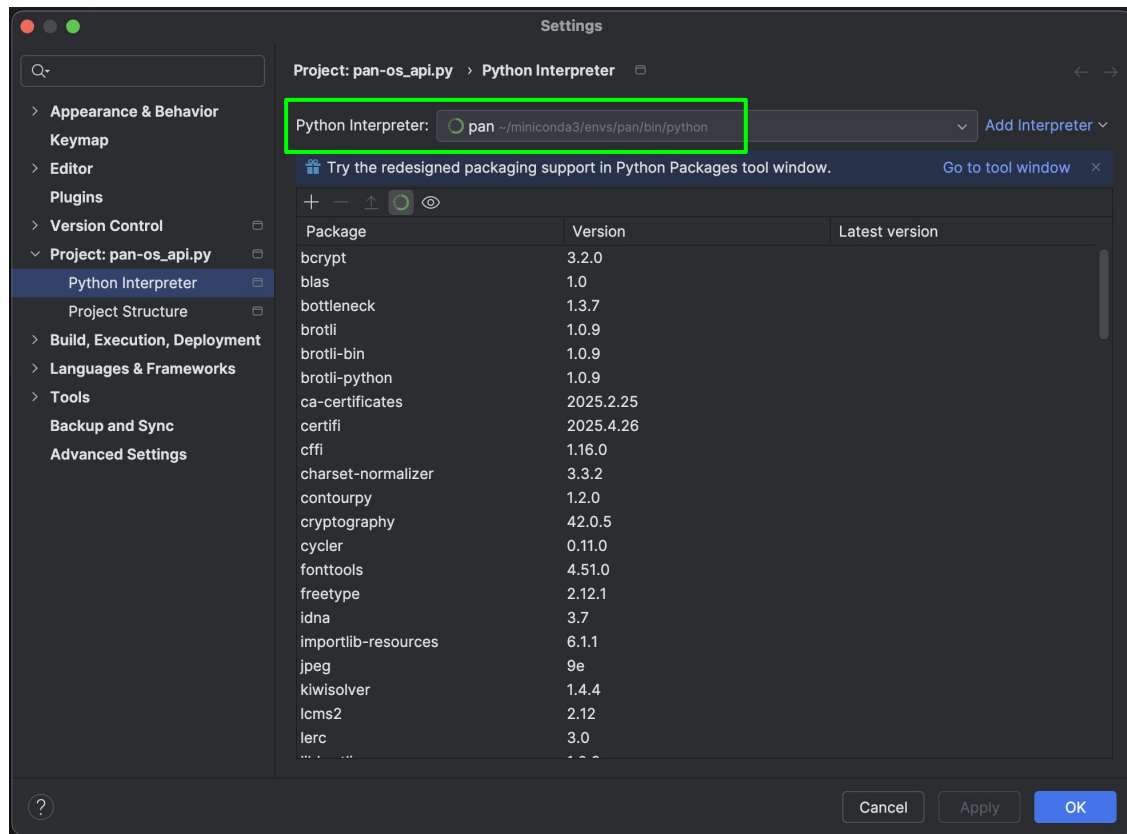 Settings
Project: pan-os_api.py › Python Interpreter
Appearance & Behavior
Keymap
Editor
Plugins
Version Control
Project: pan-os_api.py
Python Interpreter
Project Structure
Build, Execution, Deployment
Languages & Frameworks
Tools
Backup and Sync
Advanced Settings
Python Interpreter: pan ~/miniconda3/envs/pan/bin/python Add Interpreter
Try the redesigned packaging support in Python Packages tool window. Go to tool window
Package Version Latest version
bcrypt 3.2.0
blas 1.0
bottleneck 1.3.7
brotli 1.0.9
brotli-bin 1.0.9
brotli-python 1.0.9
ca-certificates 2025.2.25
certifi 2025.4.26
cffi 1.16.0
charset-normalizer 3.3.2
contourpy 1.2.0
cryptography 42.0.5
cycler 0.11.0
fonttools 4.51.0
freetype 2.12.1
idna 3.7
importlib-resources 6.1.1
jpeg 9e
kiwisolver 1.4.4
lcms2 2.12
lerc 3.0
? Cancel Apply OK